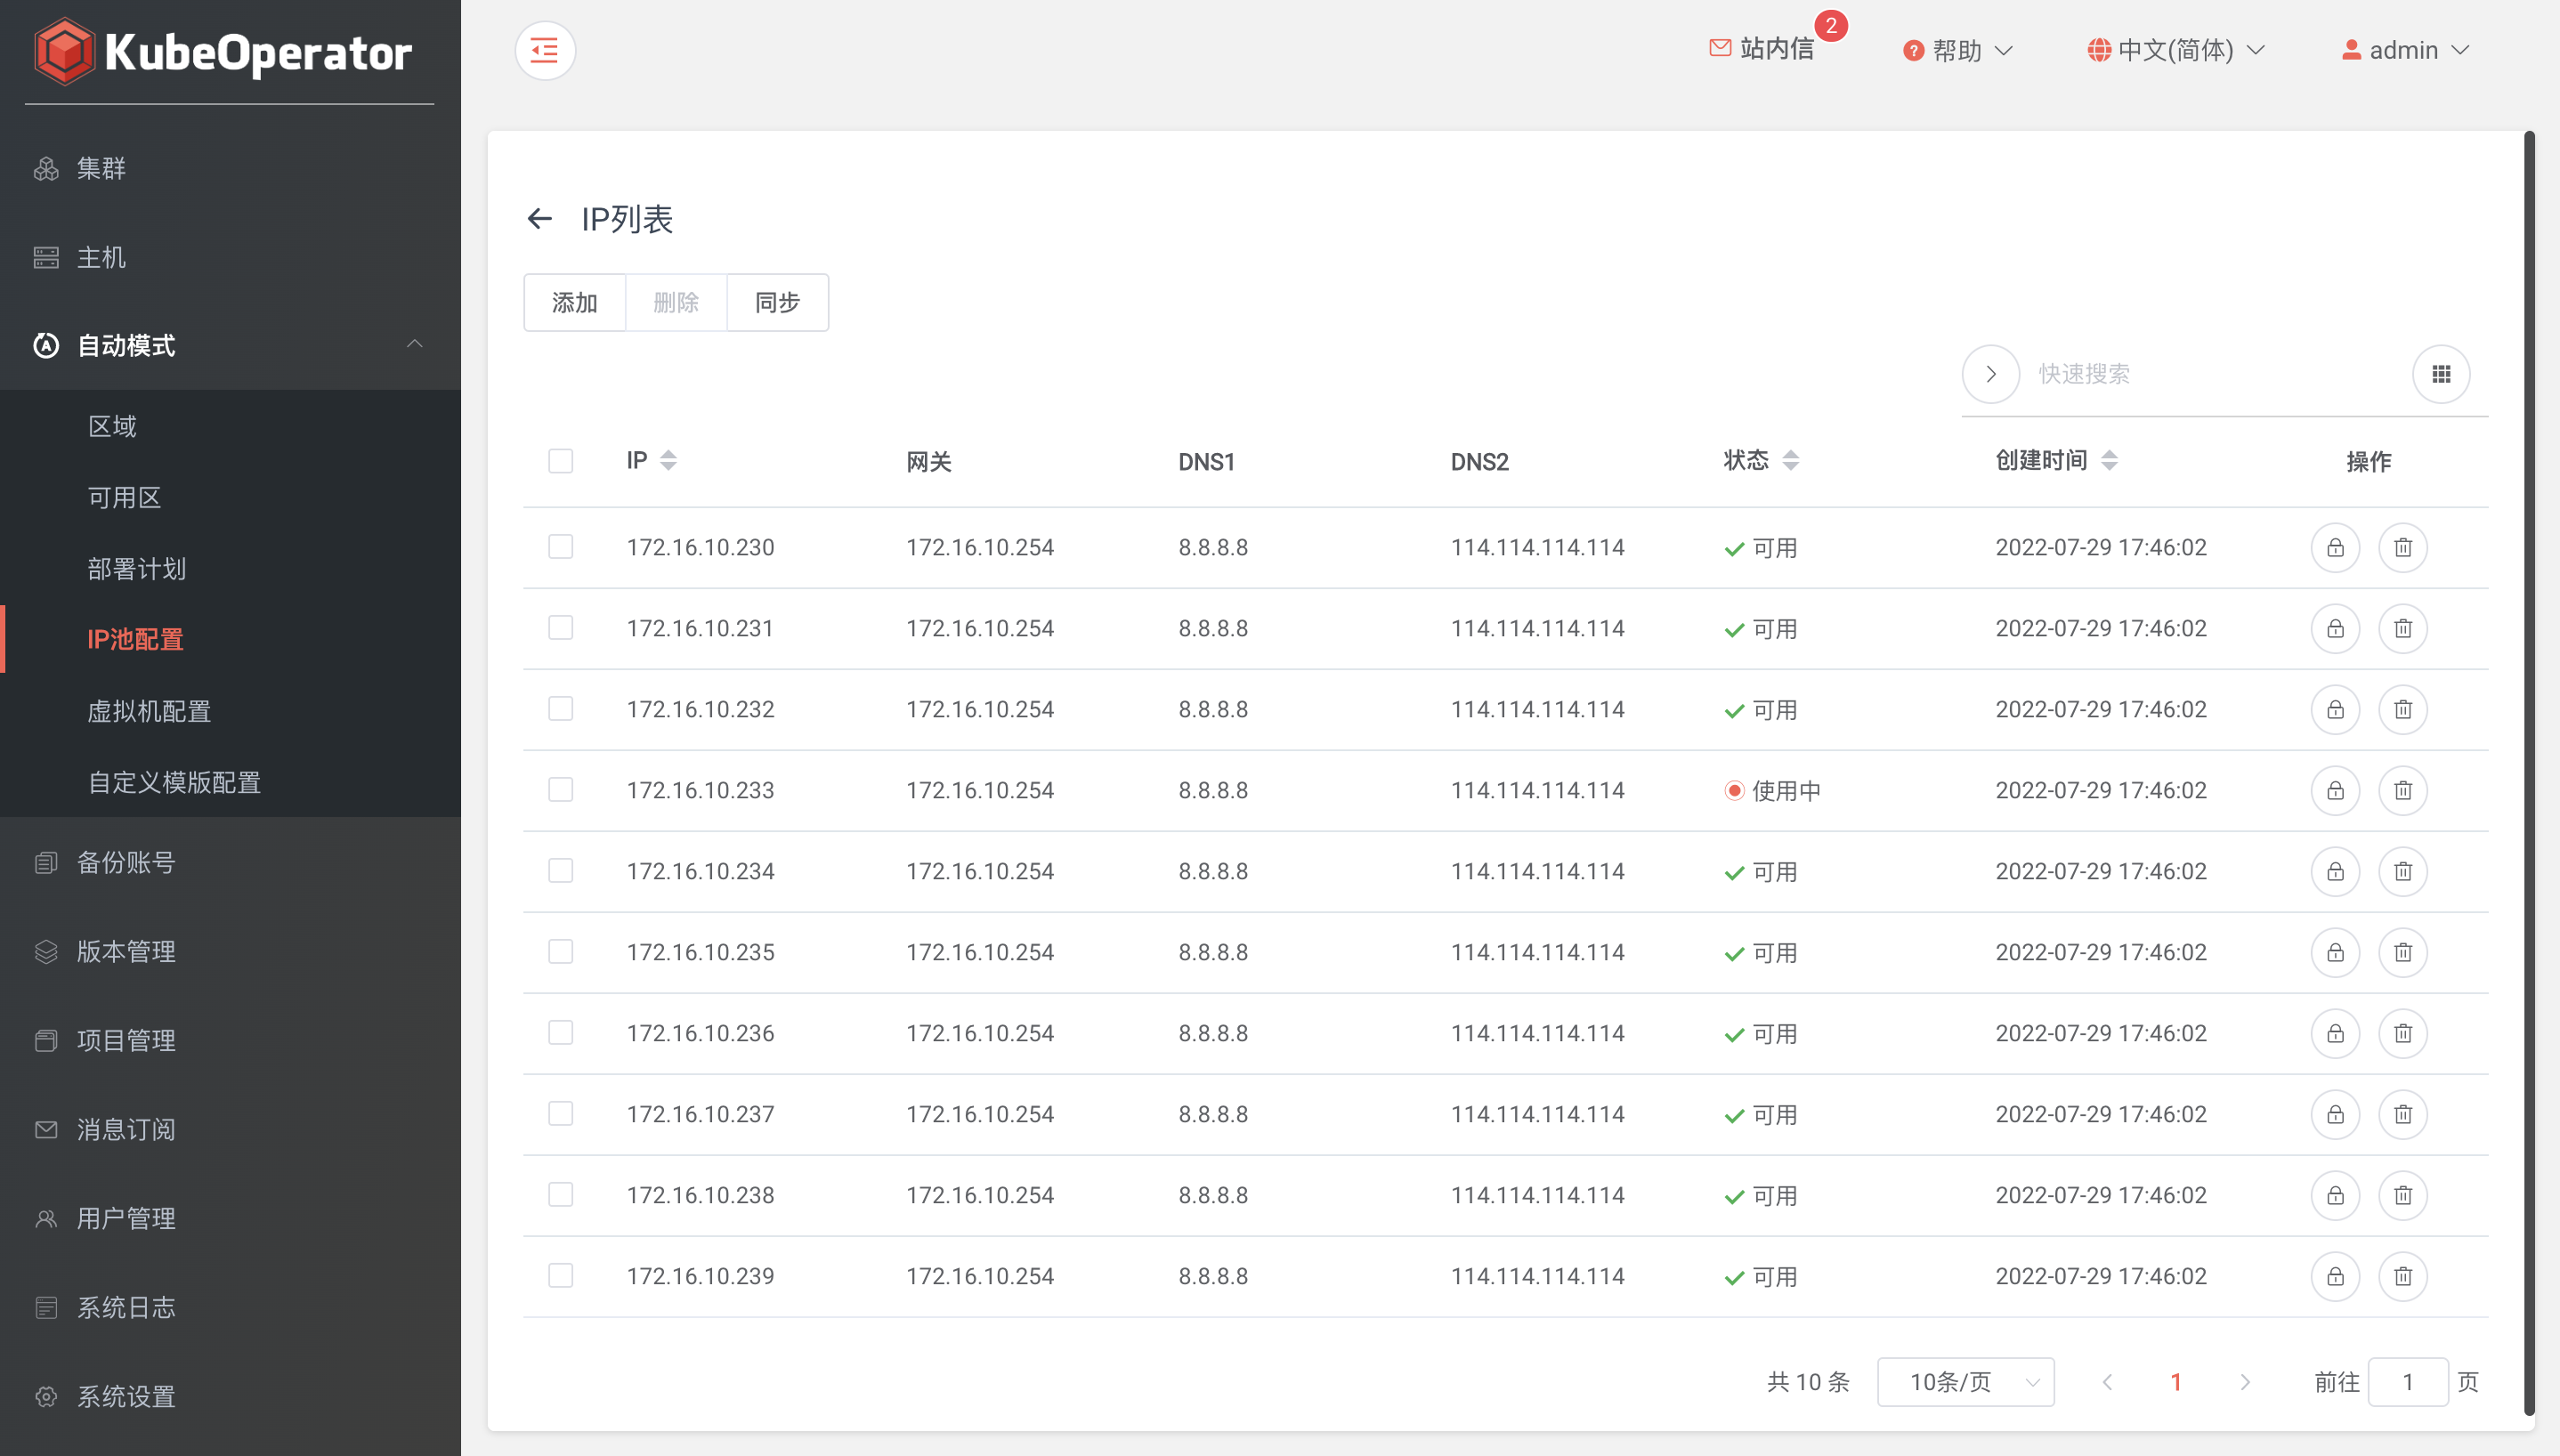 KubeOperator
站内信
2
帮助
中文(简体)
admin
集群
主机
自动模式
区域
可用区
部署计划
IP池配置
虚拟机配置
自定义模版配置
备份账号
版本管理
项目管理
消息订阅
用户管理
系统日志
系统设置
IP列表
添加 删除 同步
快速搜索
IP 网关 DNS1 DNS2 状态 创建时间 操作
172.16.10.230 172.16.10.254 8.8.8.8 114.114.114.114 可用 2022-07-29 17:46:02
172.16.10.231 172.16.10.254 8.8.8.8 114.114.114.114 可用 2022-07-29 17:46:02
172.16.10.232 172.16.10.254 8.8.8.8 114.114.114.114 可用 2022-07-29 17:46:02
172.16.10.233 172.16.10.254 8.8.8.8 114.114.114.114 使用中 2022-07-29 17:46:02
172.16.10.234 172.16.10.254 8.8.8.8 114.114.114.114 可用 2022-07-29 17:46:02
172.16.10.235 172.16.10.254 8.8.8.8 114.114.114.114 可用 2022-07-29 17:46:02
172.16.10.236 172.16.10.254 8.8.8.8 114.114.114.114 可用 2022-07-29 17:46:02
172.16.10.237 172.16.10.254 8.8.8.8 114.114.114.114 可用 2022-07-29 17:46:02
172.16.10.238 172.16.10.254 8.8.8.8 114.114.114.114 可用 2022-07-29 17:46:02
172.16.10.239 172.16.10.254 8.8.8.8 114.114.114.114 可用 2022-07-29 17:46:02
共 10 条 10条/页 1 前往 1 页